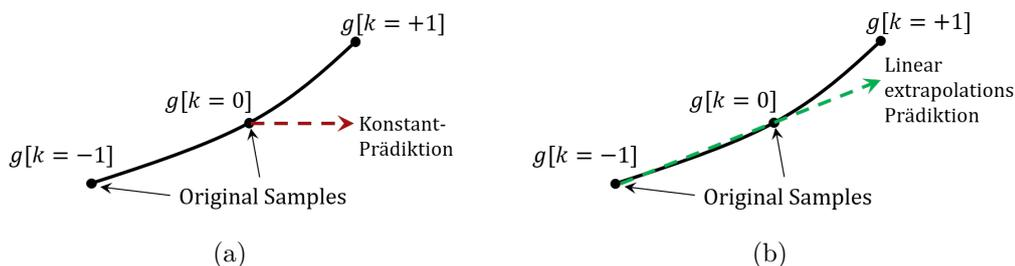 g[k = +1]
g[k = 0]
Konstant-
Prädiktion
g[k = −1]
Original Samples
(a)
g[k = +1]
Linear
extrapolations
Prädiktion
g[k = 0]
g[k = −1]
Original Samples
(b)